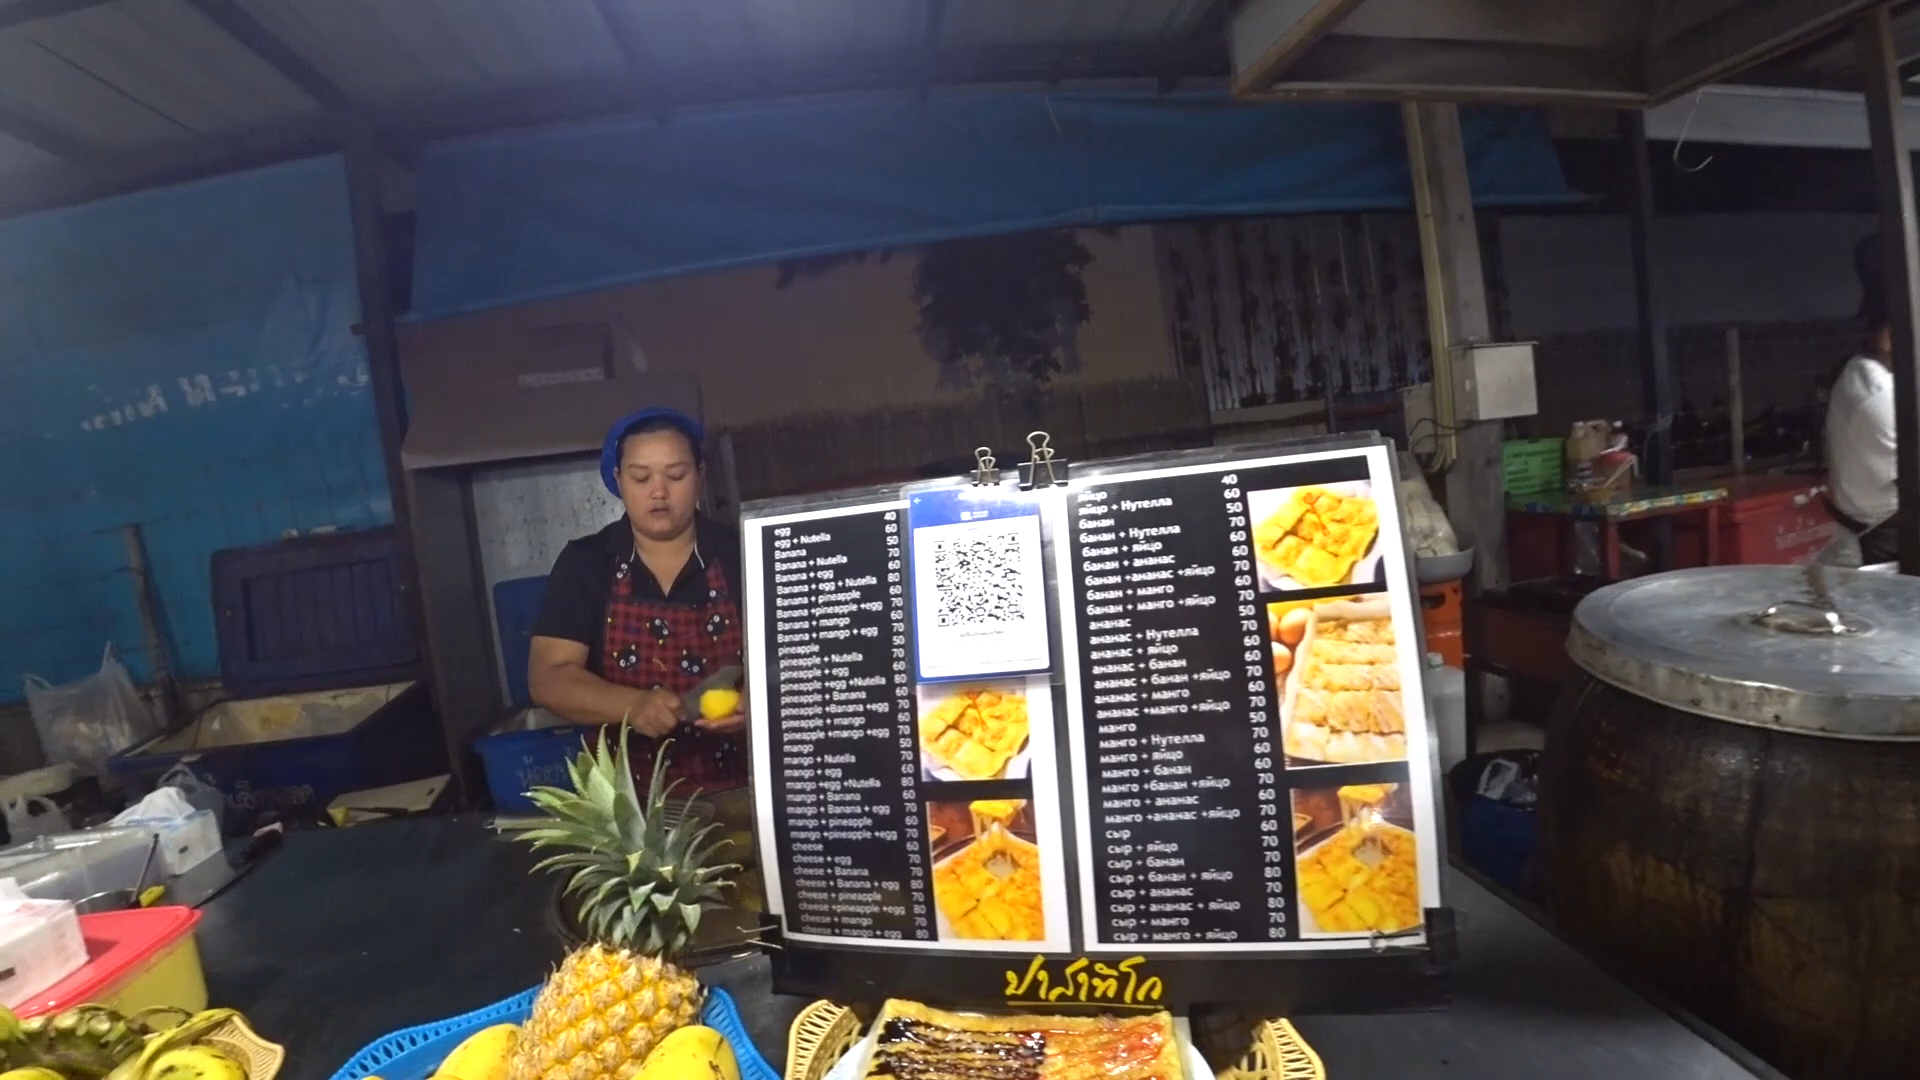 egg 40
egg + Nutella 60
Banana 50
Banana + Nutella 70
Banana + egg 60
Banana + egg + Nutella 80
Banana + pineapple 60
Banana +pineapple +egg 70
Banana + mango 60
Banana + mango + egg 70
pineapple 50
pineapple + Nutella 70
pineapple + egg 60
pineapple +egg +Nutella 80
pineapple + Banana 60
pineapple +Banana +egg 70
pineapple + mango 60
pineapple +mango +egg 70
mango 50
mango + Nutella 70
mango + egg 60
mango +egg +Nutella 80
mango + Banana 60
mango + Banana + egg 70
mango + pineapple 60
mango +pineapple +egg 70
cheese 60
cheese + egg 70
cheese + Banana 70
cheese + Banana + egg 80
cheese + pineapple 70
cheese +pineapple +egg 80
cheese + mango 70
cheese + mango + egg 80
яйцо 40
яйцо + Нутелла 60
банан 50
банан + Нутелла 70
банан + яйцо 60
банан + ананас 60
банан +ананас +яйцо 70
банан + манго 60
банан + манго +яйцо 70
ананас 50
ананас + Нутелла 70
ананас + яйцо 60
ананас + банан 60
ананас + банан +яйцо 70
ананас + манго 60
ананас +манго +яйцо 70
манго 50
манго + Нутелла 70
манго + яйцо 60
манго + банан 60
манго +банан +яйцо 70
манго + ананас 60
манго +ананас +яйцо 70
сыр 60
сыр + яйцо 70
сыр + банан 70
сыр + банан + яйцо 80
сыр + ананас 70
сыр + ананас + яйцо 80
сыр + манго 70
сыр + манго + яйцо 80